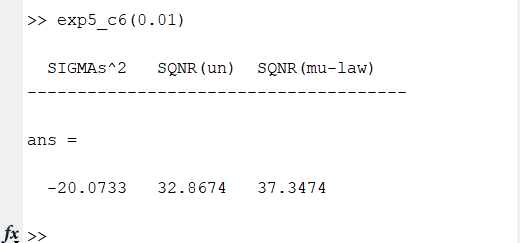 >> exp5_c6(0.01)
SIGMAs^2 SQNR(un) SQNR(mu-law)
---------------------------------------
ans =
-20.0733 32.8674 37.3474
fx >>